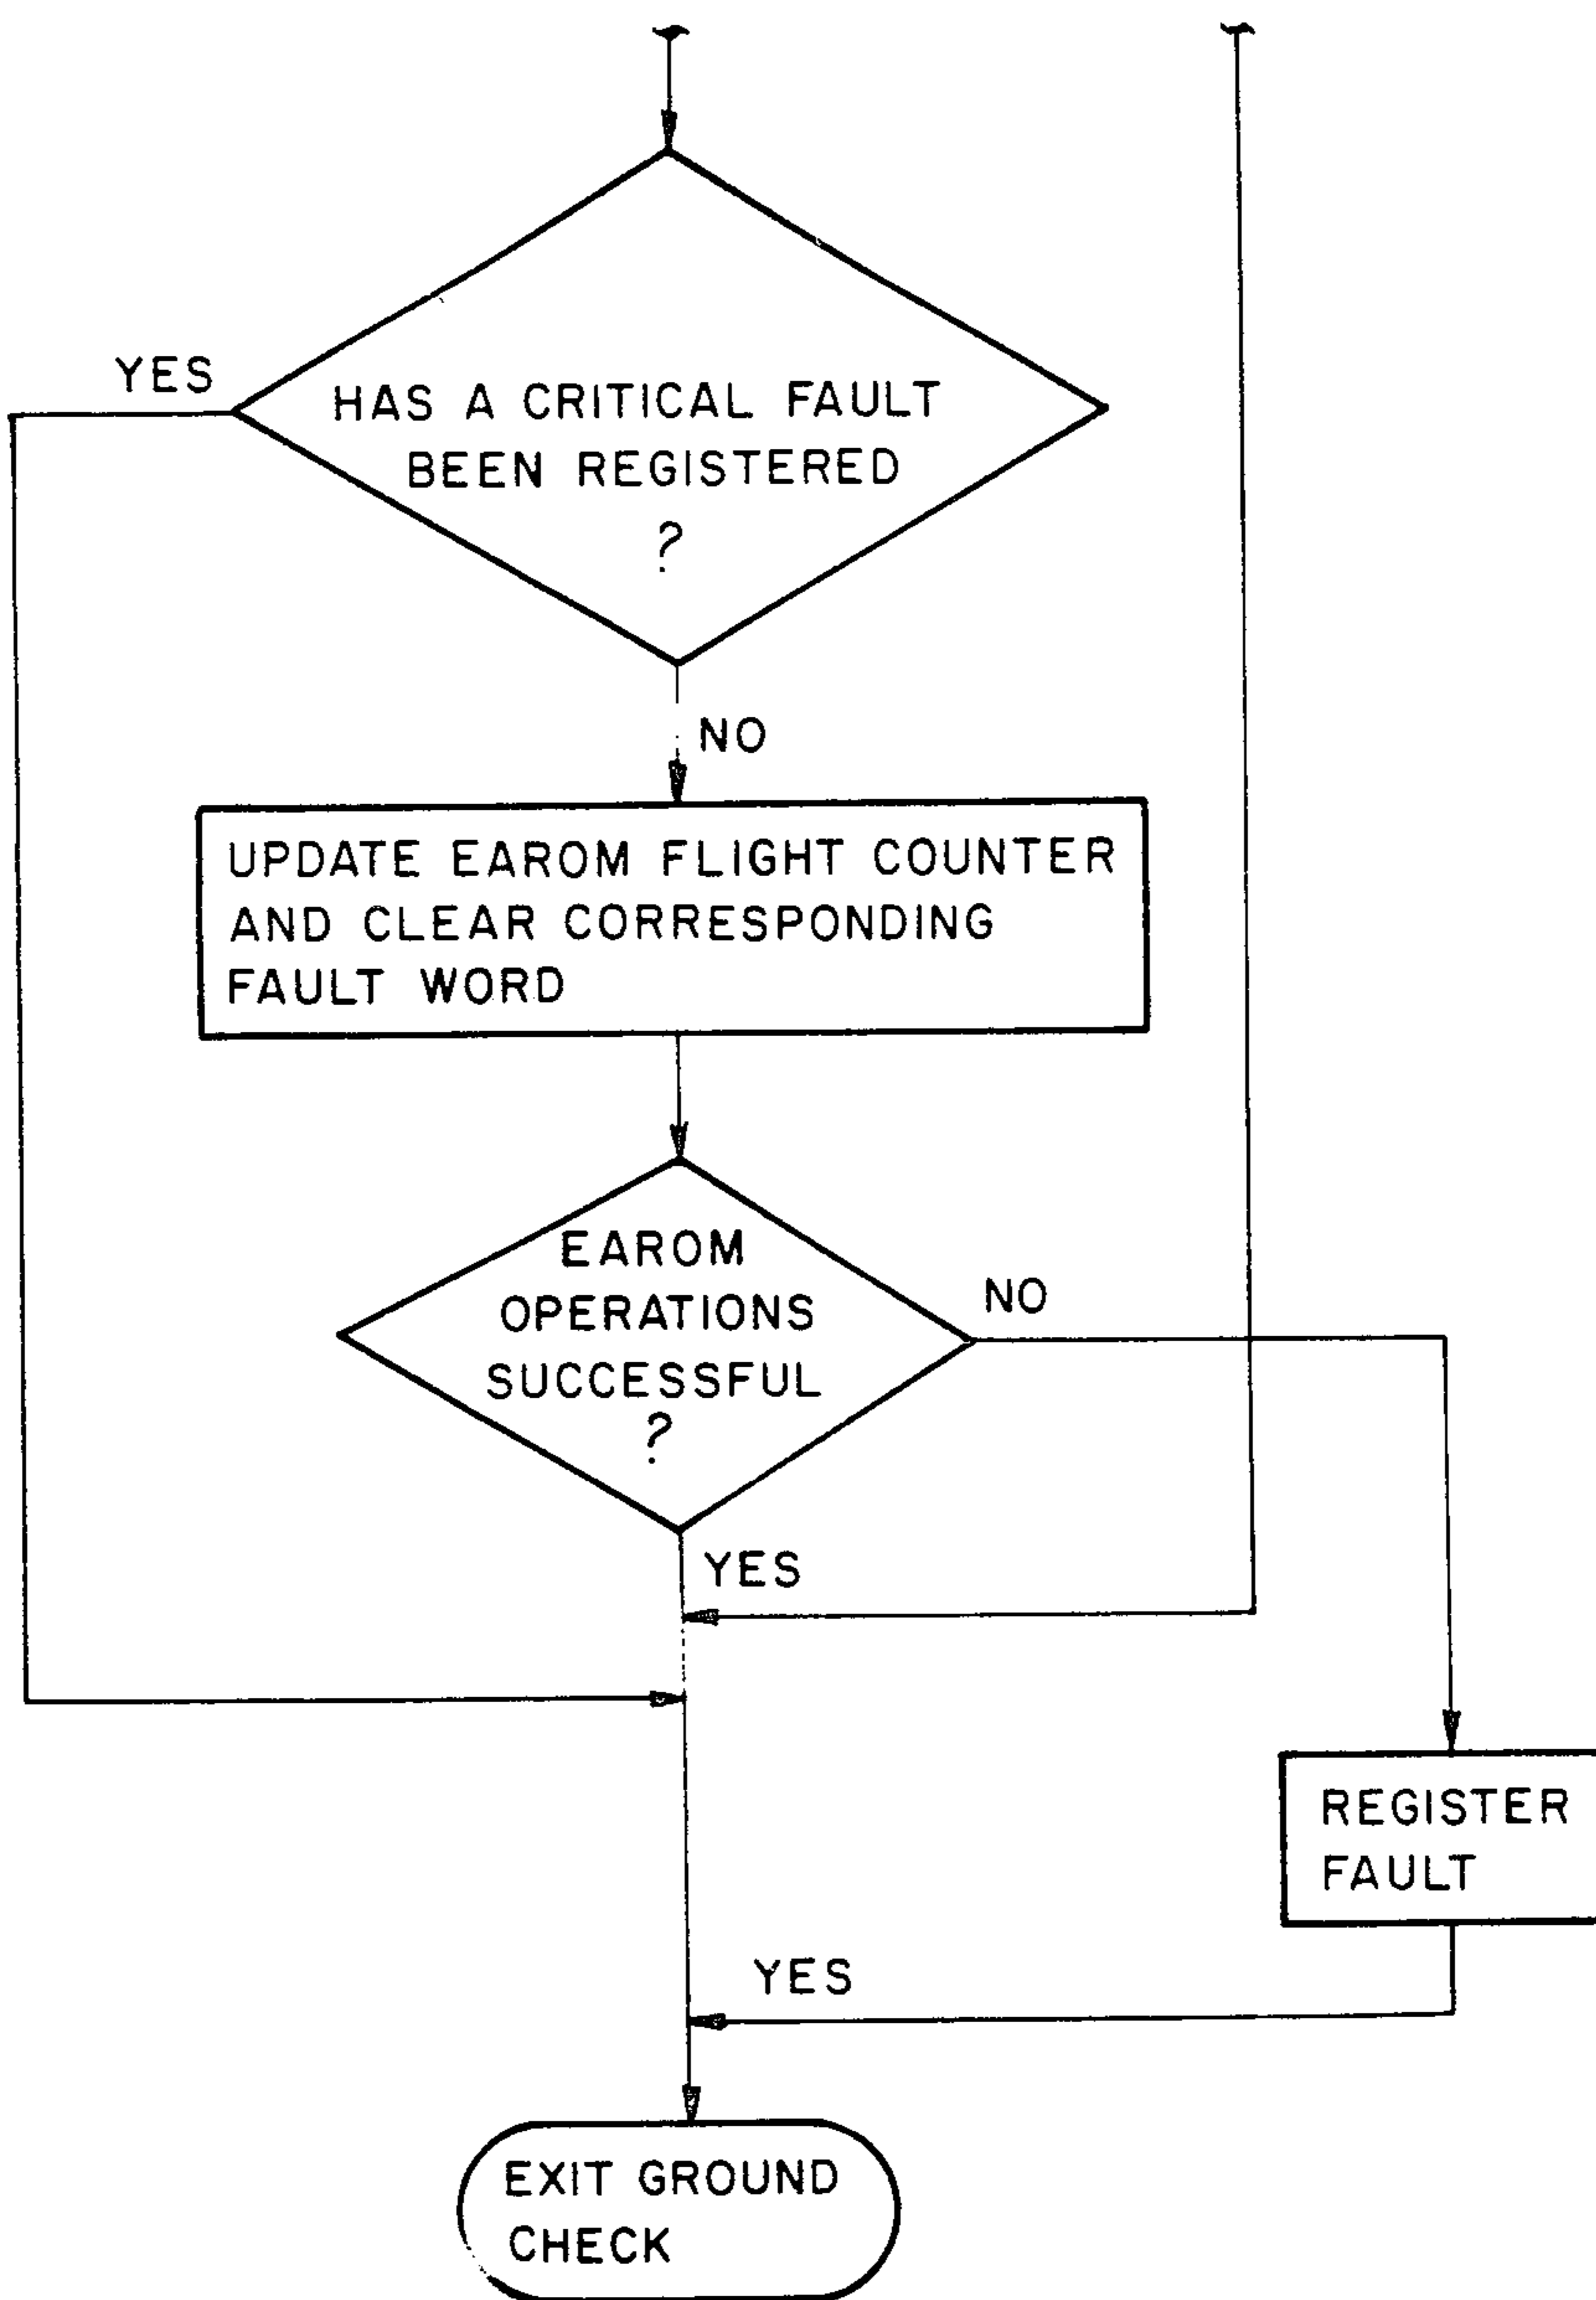 YES
HAS A CRITICAL FAULT
BEEN REGISTERED
?
NO
UPDATE EAROM FLIGHT COUNTER
AND CLEAR CORRESPONDING
FAULT WORD
EAROM
OPERATIONS
SUCCESSFUL
?
NO
YES
REGISTER
FAULT
YES
EXIT GROUND
CHECK